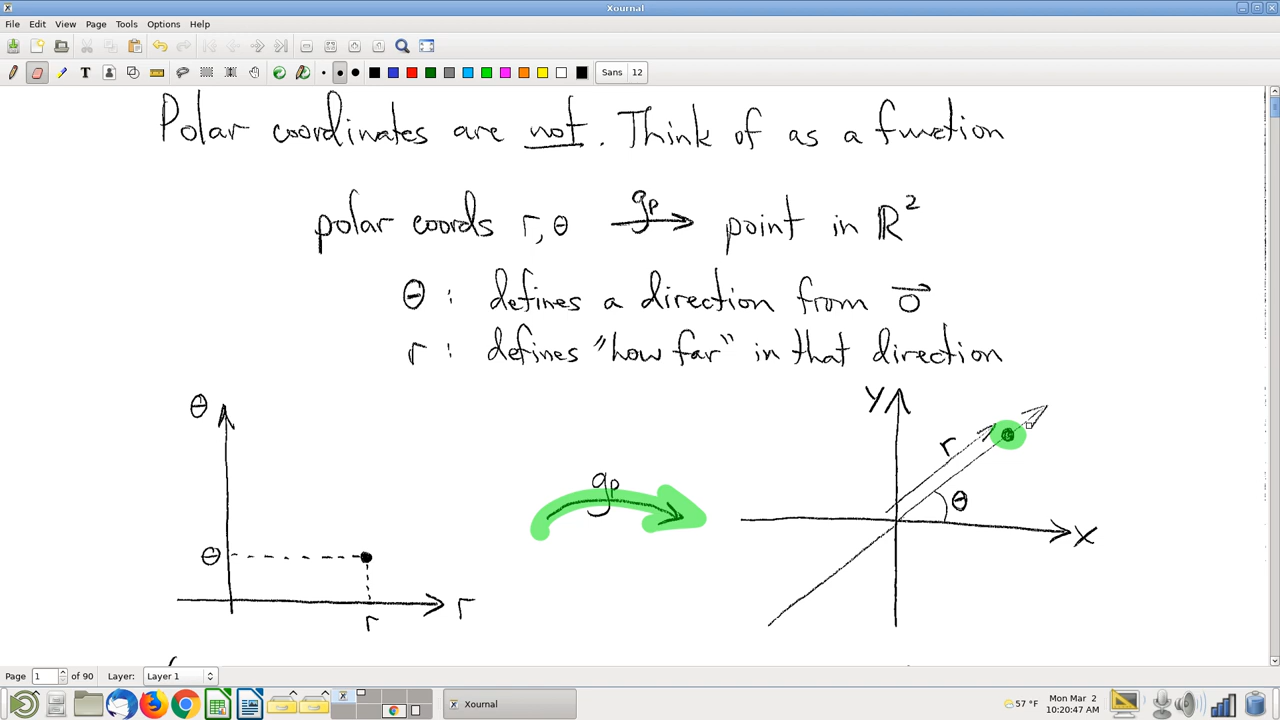 Xournal
File Edit View Page Tools Options Help
Sans 12
Polar coordinates are not. Think of as a function
polar coords r, θ gₚ→ point in ℝ²
θ : defines a direction from 0⃗
r : defines "how far" in that direction
θ
θ
r
r
gₚ
y
r
θ
x
Page 1 of 90 Layer: Layer 1
Xournal
57 °F
Mon Mar 2
10:20:47 AM